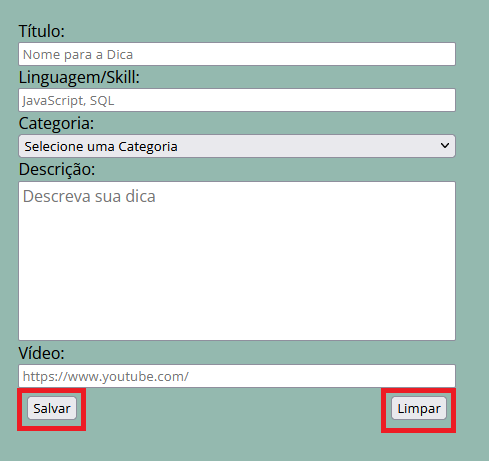 Título:
Nome para a Dica
Linguagem/Skill:
JavaScript, SQL
Categoria:
Selecione uma Categoria
Descrição:
Descreva sua dica
Vídeo:
https://www.youtube.com/
Salvar
Limpar